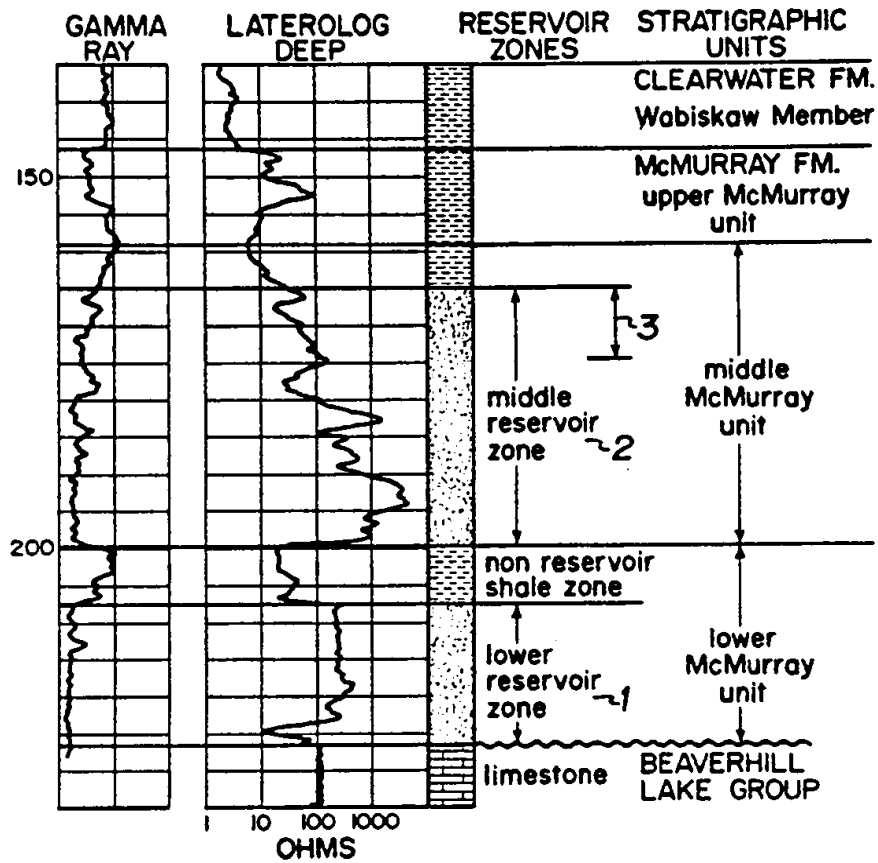 GAMMA
RAY
LATEROLOG
DEEP
RESERVOIR
ZONES
STRATIGRAPHIC
UNITS
CLEARWATER FM.
Wabiskaw Member
150
McMURRAY FM.
upper McMurray
unit
3
middle
reservoir
zone
2
middle
McMurray
unit
200
non reservoir
shale zone
lower
reservoir
zone
1
lower
McMurray
unit
limestone
BEAVERHILL
LAKE GROUP
1 10 100 1000
OHMS